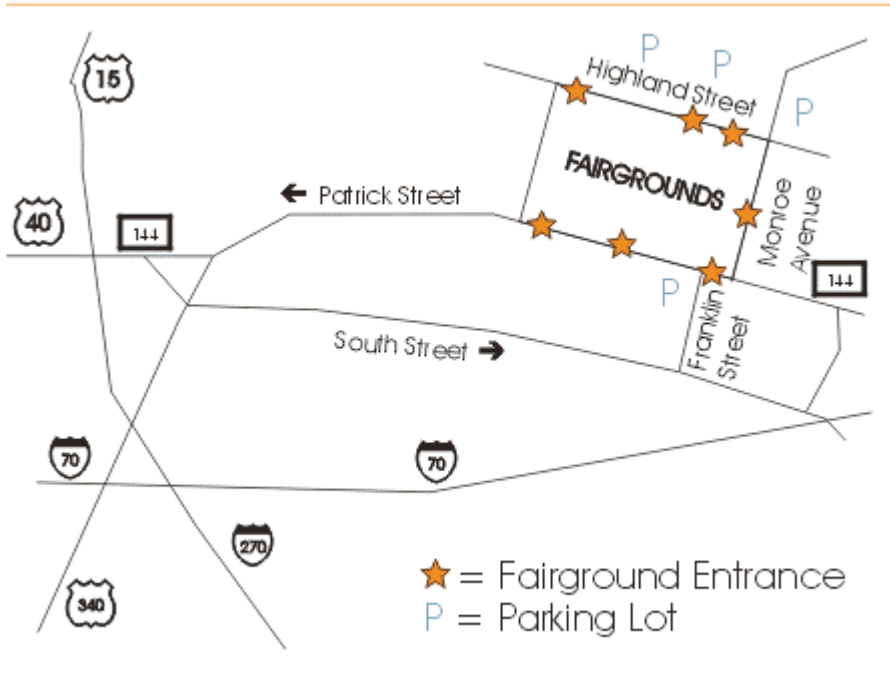 P
P
15
Highland Street
P
FAIRGROUNDS
Patrick Street
40
144
Monroe
Avenue
144
P
Franklin
Street
South Street
70
70
270
340
= Fairground Entrance
P = Parking Lot